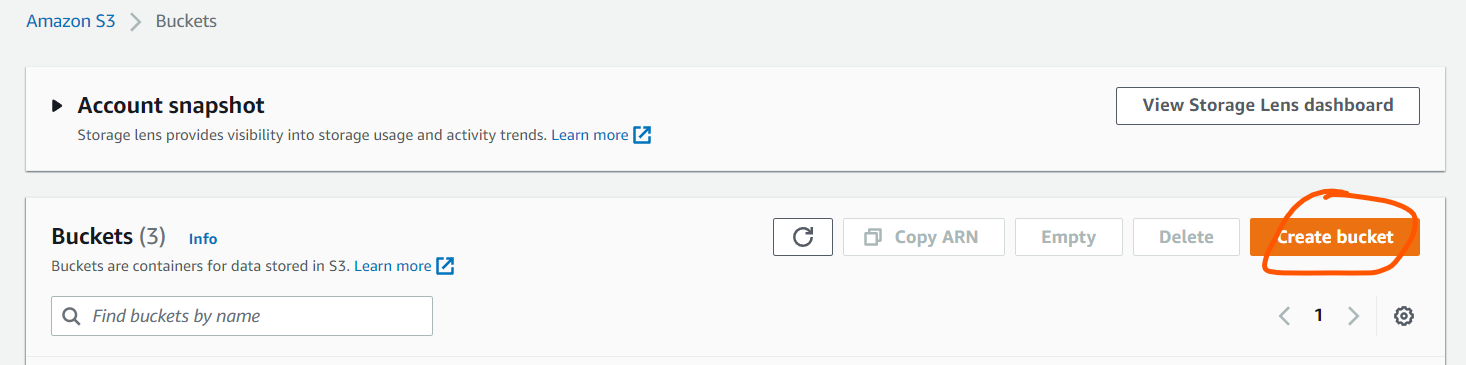 Amazon S3 > Buckets
Account snapshot
View Storage Lens dashboard
Storage lens provides visibility into storage usage and activity trends. Learn more
Buckets (3) Info
Copy ARN Empty Delete Create bucket
Buckets are containers for data stored in S3. Learn more
Find buckets by name
< 1 >